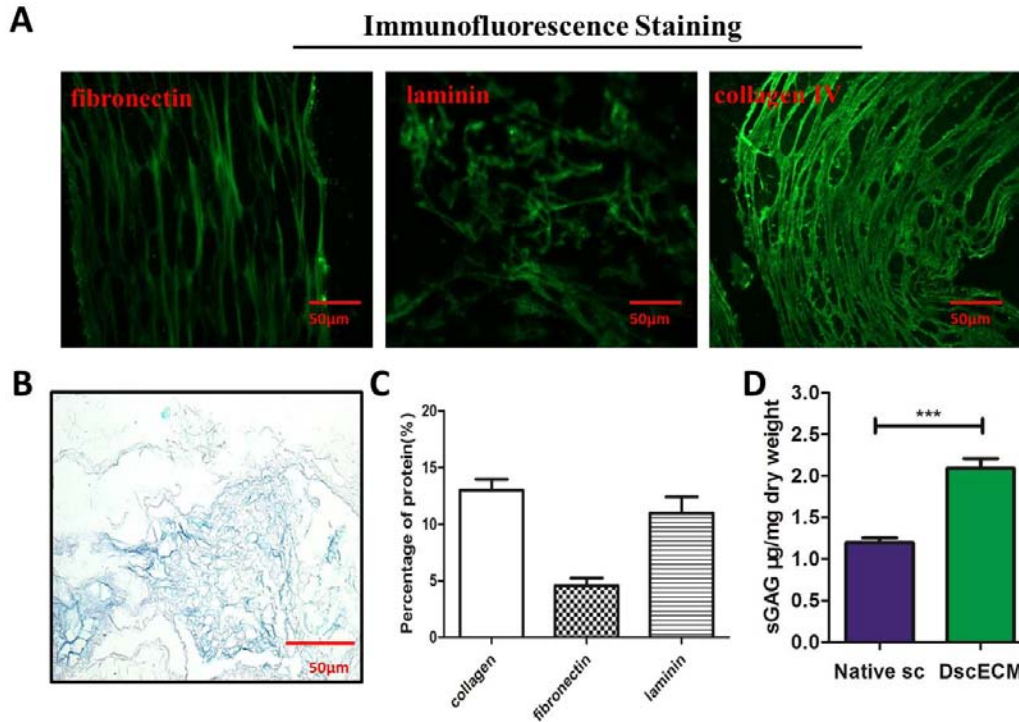 A
Immunofluorescence Staining
fibronectin
laminin
collagen IV
50μm
50μm
50μm
B
50μm
C
Percentage of protein(%)
20
15
10
5
0
collagen
fibronectin
laminin
D
sGAG μg/mg dry weight
3.0
2.5
2.0
1.5
1.0
0.5
0.0
***
Native sc
DscECM